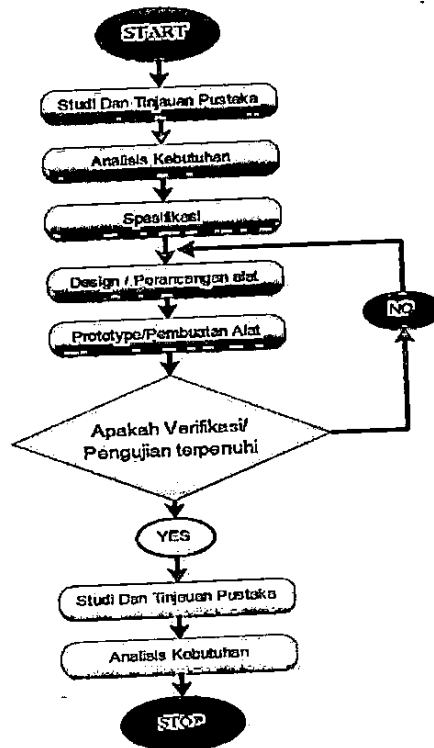 START
Studi Dan Tinjauan Pustaka
Analisis Kebutuhan
Spesifikasi
Design / Perancangan alat
Prototype/Pembuatan Alat
NO
Apakah Verifikasi/
Pengujian terpenuhi
YES
Studi Dan Tinjauan Pustaka
Analisis Kebutuhan
STOP